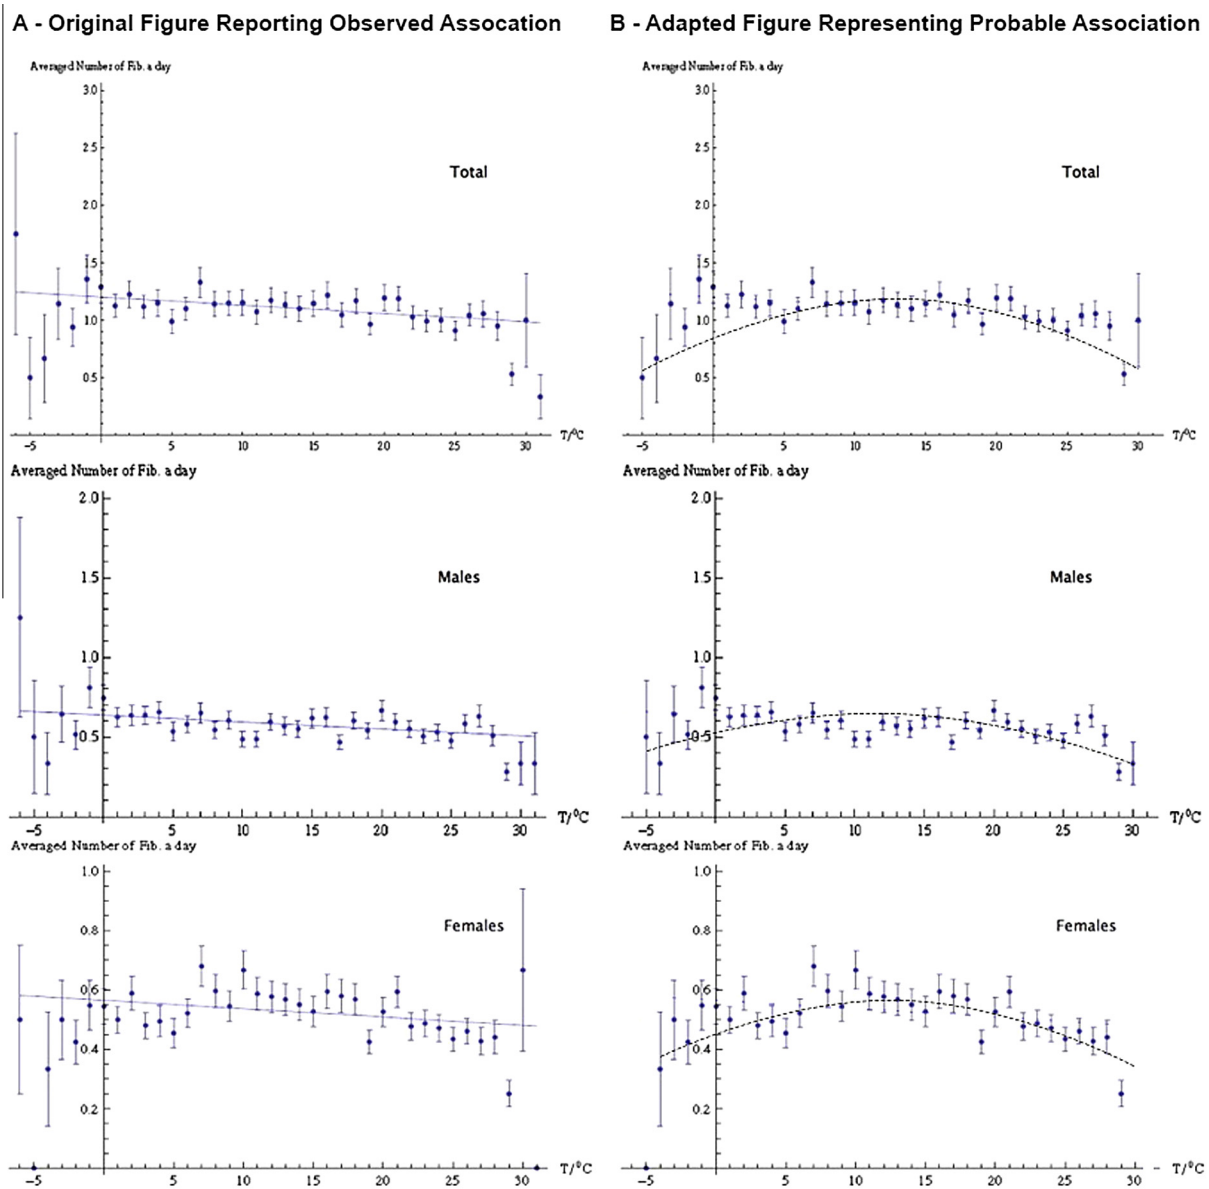 A - Original Figure Reporting Observed Assocation
B - Adapted Figure Representing Probable Association
Averaged Number of Fib. a day
3.0
2.5
Total
2.0
1.5
1.0
0.5
-5 5 10 15 20 25 30 T/⁰C
Averaged Number of Fib. a day
3.0
2.5
Total
2.0
1.5
1.0
0.5
-5 5 10 15 20 25 30 T/⁰C
Averaged Number of Fib. a day
2.0
1.5
Males
1.0
0.5
-5 5 10 15 20 25 30 T/⁰C
Averaged Number of Fib. a day
2.0
1.5
Males
1.0
0.5
-5 5 10 15 20 25 30 T/⁰C
Averaged Number of Fib. a day
1.0
0.8
Females
0.6
0.4
0.2
-5 5 10 15 20 25 30 T/⁰C
Averaged Number of Fib. a day
1.0
0.8
Females
0.6
0.4
0.2
-5 5 10 15 20 25 30 T/⁰C